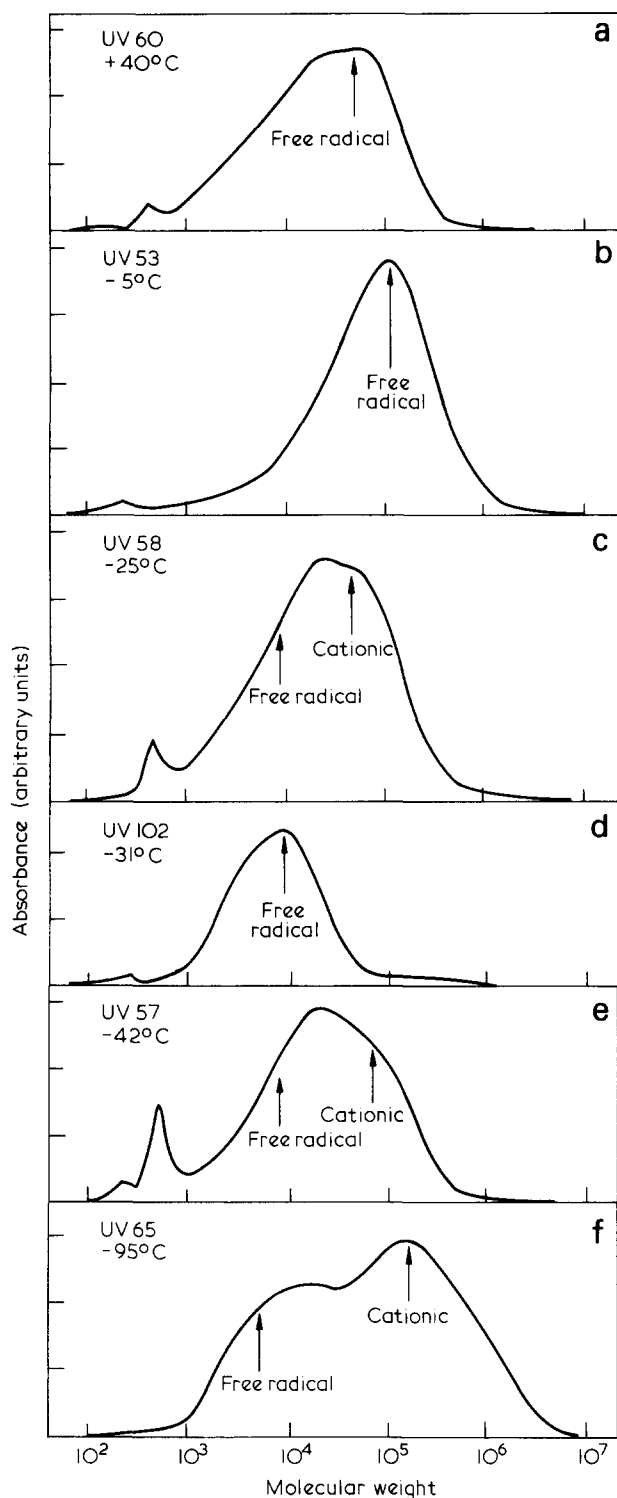 UV 60
+40°C
a
Free radical
UV 53
-5°C
b
Free
radical
UV 58
-25°C
c
Cationic
Free radical
UV 102
-31°C
d
Free
radical
UV 57
-42°C
e
Cationic
Free radical
UV 65
-95°C
f
Cationic
Free radical
Absorbance (arbitrary units)
10² 10³ 10⁴ 10⁵ 10⁶ 10⁷
Molecular weight